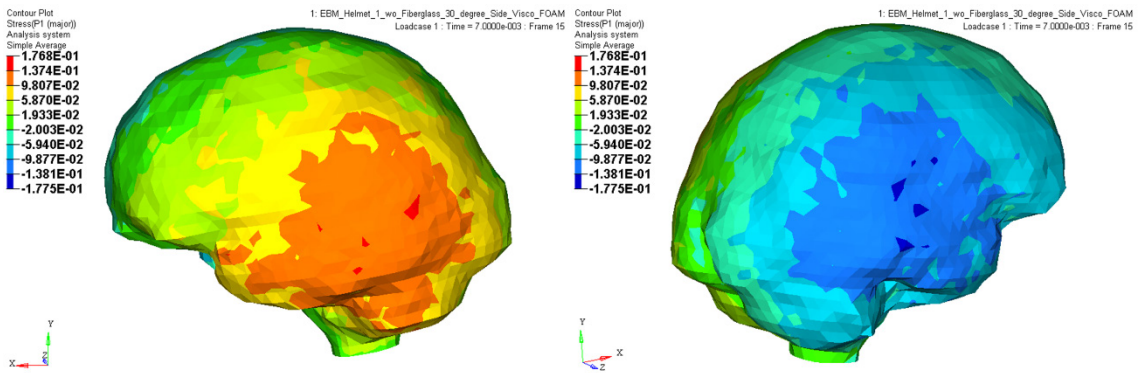 Contour Plot
Stress(P1 (major))
Analysis system
Simple Average
1.768E-01
1.374E-01
9.807E-02
5.870E-02
1.933E-02
-2.003E-02
-5.940E-02
-9.877E-02
-1.381E-01
-1.775E-01
1: EBM_Helmet_1_wo_Fiberglass_30_degree_Side_Visco_FOAM
Loadcase 1 : Time = 7.0000e-003 : Frame 15
Y
X
Z
Contour Plot
Stress(P1 (major))
Analysis system
Simple Average
1.768E-01
1.374E-01
9.807E-02
5.870E-02
1.933E-02
-2.003E-02
-5.940E-02
-9.877E-02
-1.381E-01
-1.775E-01
1: EBM_Helmet_1_wo_Fiberglass_30_degree_Side_Visco_FOAM
Loadcase 1 : Time = 7.0000e-003 : Frame 15
Y
X
Z